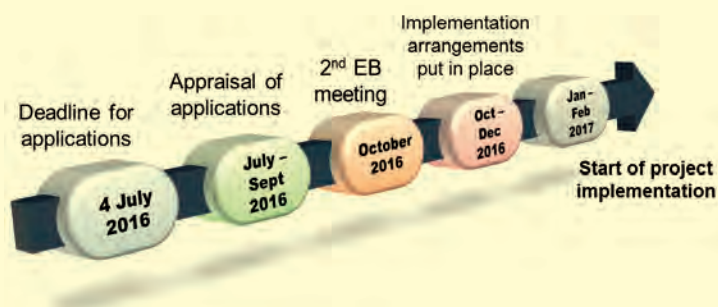 Deadline for
applications
4 July
2016
Appraisal of
applications
July –
Sept
2016
2nd EB
meeting
October
2016
Implementation
arrangements
put in place
Oct –
Dec
2016
Jan –
Feb
2017
Start of project
implementation